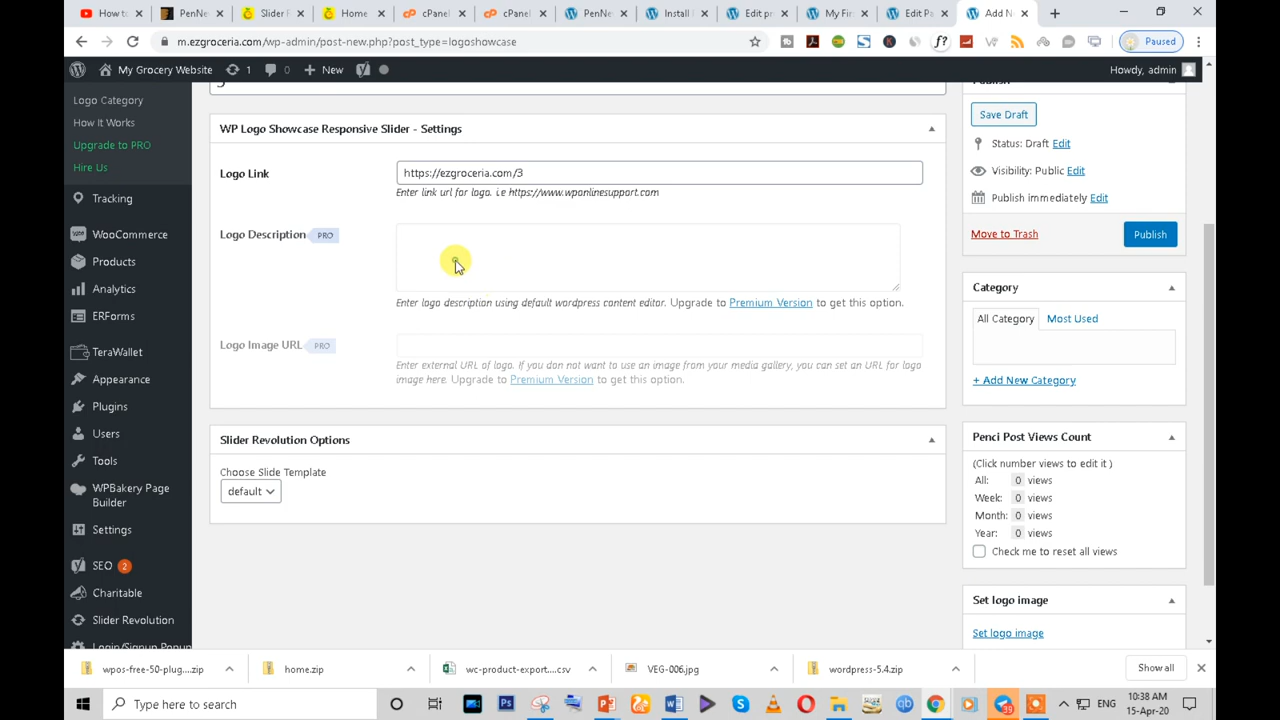 How to
PenNe
Slider F
Home
cPanel
cPanel
PenNe
Install
Edit pr
My Fir
Edit Pa
Add N
m.ezgroceria.com/wp-admin/post-new.php?post_type=logoshowcase
Paused
My Grocery Website
1
0
New
Howdy, admin
Logo Category
How It Works
Upgrade to PRO
Hire Us
Tracking
WooCommerce
Products
Analytics
ERForms
TeraWallet
Appearance
Plugins
Users
Tools
WPBakery Page
Builder
Settings
SEO 2
Charitable
Slider Revolution
Login/Signup Popup
WP Logo Showcase Responsive Slider - Settings
Logo Link
https://ezgroceria.com/3
Enter link url for logo. i.e https://www.wponlinesupport.com
Logo Description PRO
Enter logo description using default wordpress content editor. Upgrade to Premium Version to get this option.
Logo Image URL PRO
Enter external URL of logo. If you don not want to use an image from your media gallery, you can set an URL for logo
image here. Upgrade to Premium Version to get this option.
Slider Revolution Options
Choose Slide Template
default
Publish
Save Draft
Status: Draft Edit
Visibility: Public Edit
Publish immediately Edit
Move to Trash
Publish
Category
All Category
Most Used
+ Add New Category
Penci Post Views Count
(Click number views to edit it )
All: 0 views
Week: 0 views
Month: 0 views
Year: 0 views
Check me to reset all views
Set logo image
Set logo image
wpos-free-50-plug....zip
home.zip
wc-product-export....csv
VEG-006.jpg
wordpress-5.4.zip
Show all
Type here to search
39
ENG
10:38 AM
15-Apr-20